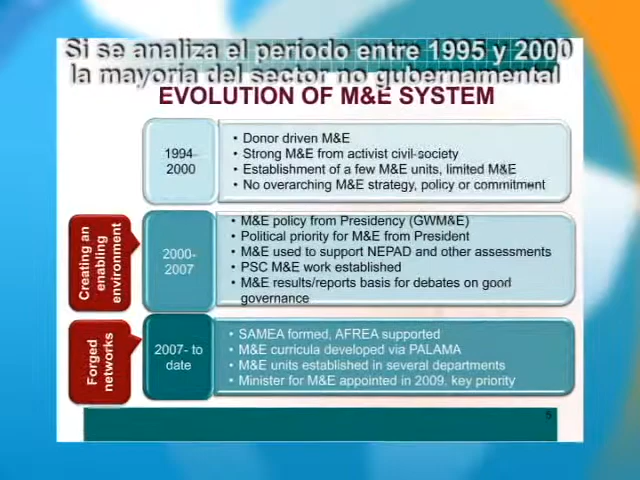 Si se analiza el periodo entre 1995 y 2000
la mayoria del sector no gubernamental
EVOLUTION OF M&E SYSTEM
1994-
2000
• Donor driven M&E
• Strong M&E from activist civil-society
• Establishment of a few M&E units, limited M&E
• No overarching M&E strategy, policy or commitment
Creating an
enabling
environment
2000-
2007
• M&E policy from Presidency (GWM&E)
• Political priority for M&E from President
• M&E used to support NEPAD and other assessments
• PSC M&E work established
• M&E results/reports basis for debates on good
governance
Forged
networks
2007- to
date
• SAMEA formed, AFREA supported
• M&E curricula developed via PALAMA
• M&E units established in several departments
• Minister for M&E appointed in 2009, key priority
5